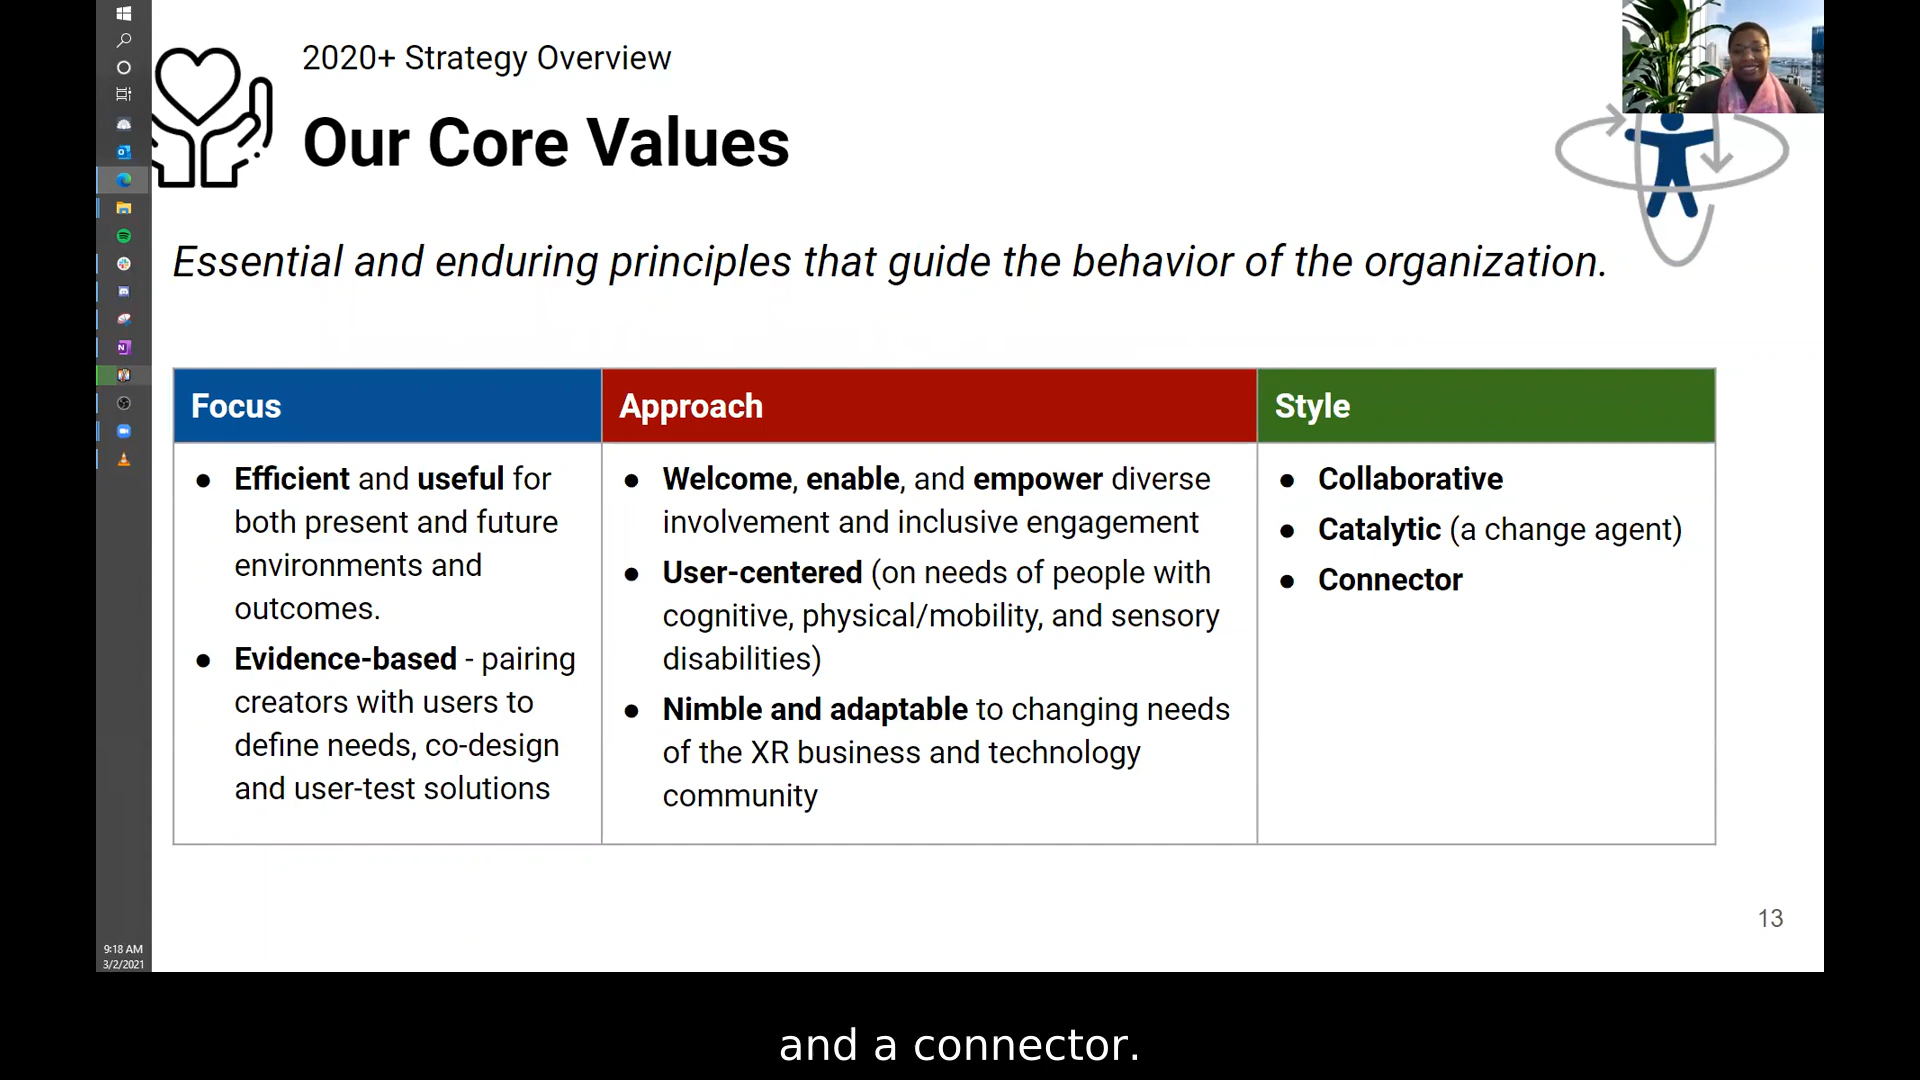 2020+ Strategy Overview
Our Core Values
Essential and enduring principles that guide the behavior of the organization.
Focus
● Efficient and useful for
both present and future
environments and
outcomes.
● Evidence-based - pairing
creators with users to
define needs, co-design
and user-test solutions
Approach
● Welcome, enable, and empower diverse
involvement and inclusive engagement
● User-centered (on needs of people with
cognitive, physical/mobility, and sensory
disabilities)
● Nimble and adaptable to changing needs
of the XR business and technology
community
Style
● Collaborative
● Catalytic (a change agent)
● Connector
13
9:18 AM
3/2/2021
and a connector.